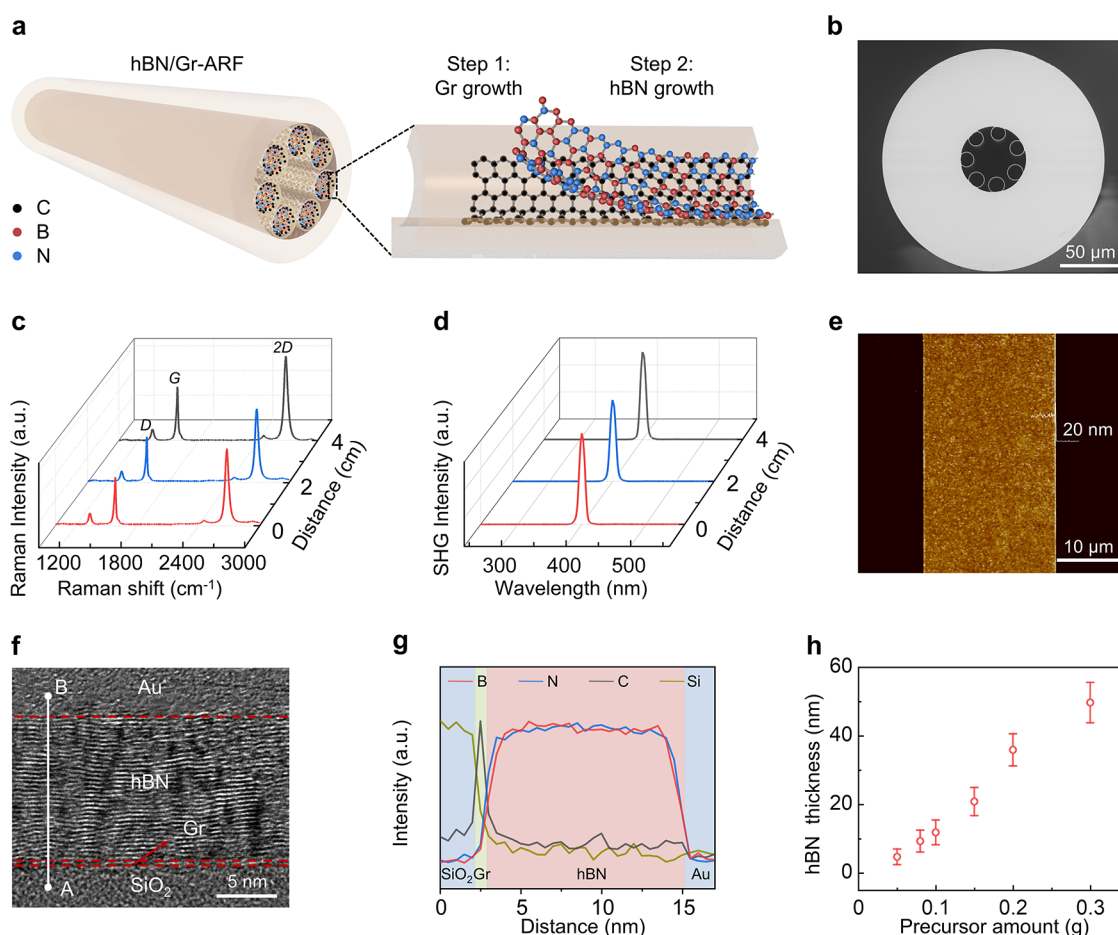 a
hBN/Gr-ARF
Step 1:
Gr growth
Step 2:
hBN growth
C
B
N
b
50 μm
c
Raman Intensity (a.u.)
D
G
2D
1200 1800 2400 3000
Raman shift (cm-1)
0 2 4
Distance (cm)
d
SHG Intensity (a.u.)
300 400 500
Wavelength (nm)
0 2 4
Distance (cm)
e
20 nm
10 μm
f
B
Au
hBN
Gr
A
SiO2
5 nm
g
Intensity (a.u.)
B N C Si
SiO2 Gr hBN Au
0 5 10 15
Distance (nm)
h
hBN thickness (nm)
60
40
20
0
0 0.1 0.2 0.3
Precursor amount (g)